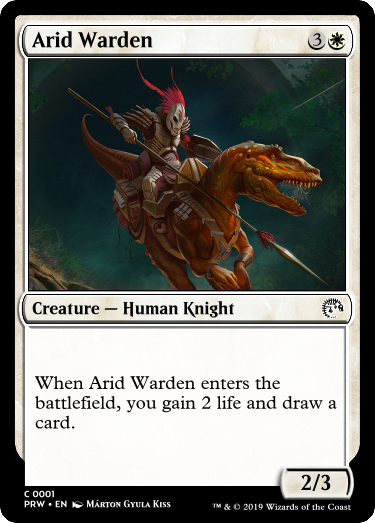 Arid Warden 3
Creature — Human Knight
When Arid Warden enters the
battlefield, you gain 2 life and draw a
card.
2/3
C 0001
PRW • EN Márton Gyula Kiss ™ & © 2019 Wizards of the Coast